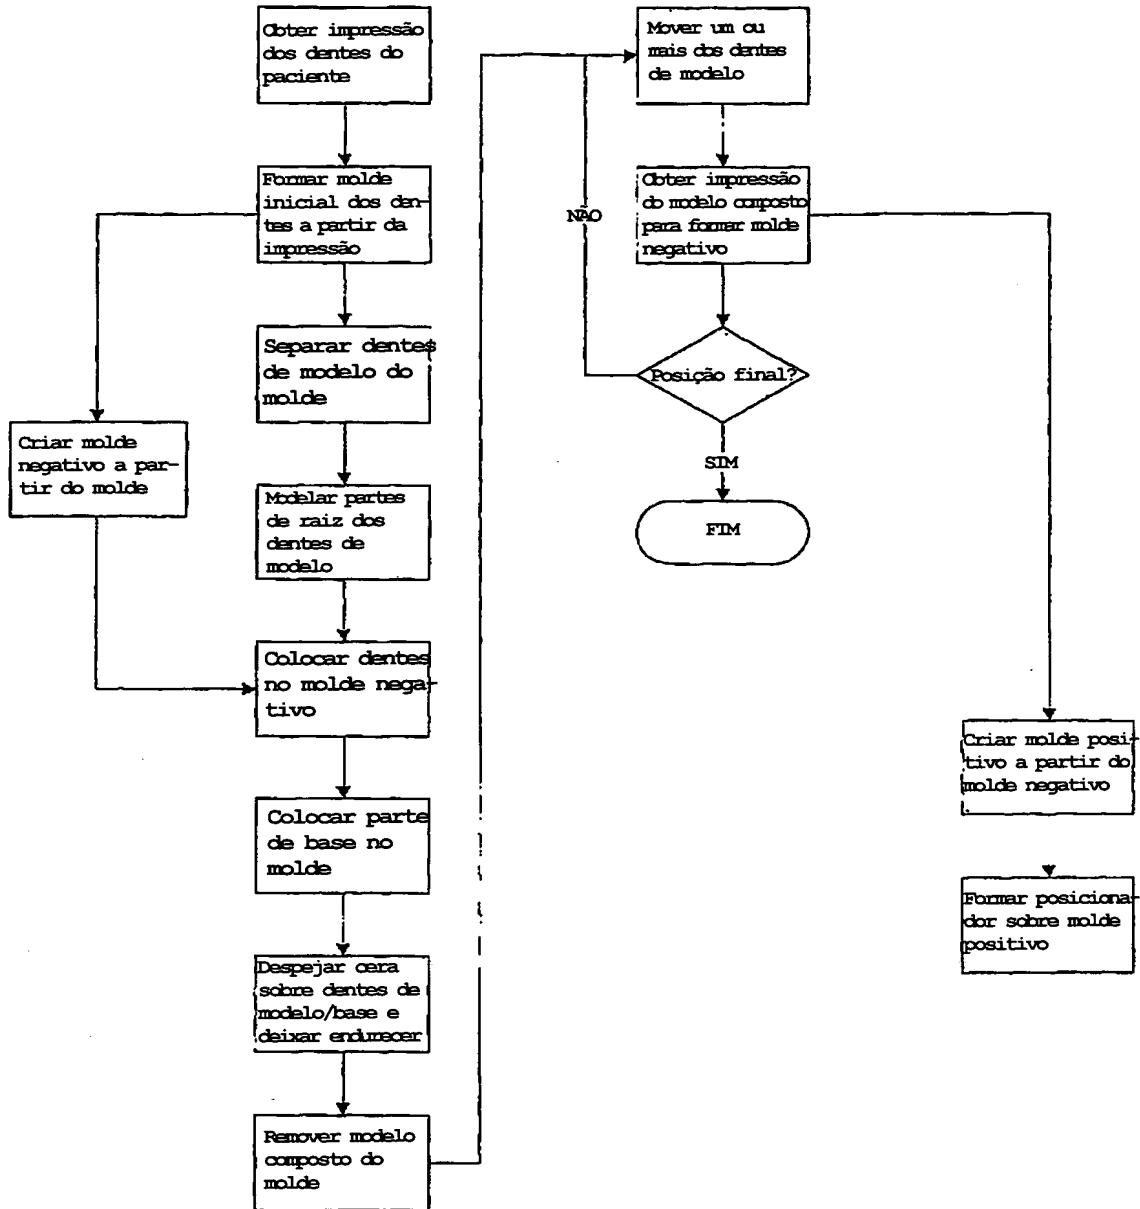 Obter impressão
dos dentes do
paciente
Formar molde
inicial dos den-
tes a partir da
impressão
Separar dentes
de modelo do
molde
Criar molde
negativo a par-
tir do molde
Modelar partes
de raiz dos
dentes de
modelo
Colocar dentes
no molde nega-
tivo
Colocar parte
de base no
molde
Despejar cera
sobre dentes de
modelo/base e
deixar endurecer
Remover modelo
composto do
molde
Mover um ou
mais dos dentes
de modelo
Obter impressão
do modelo composto
para formar molde
negativo
NÃO
Posição final?
SIM
FIM
Criar molde posi-
tivo a partir do
molde negativo
Formar posiciona-
dor sobre molde
positivo